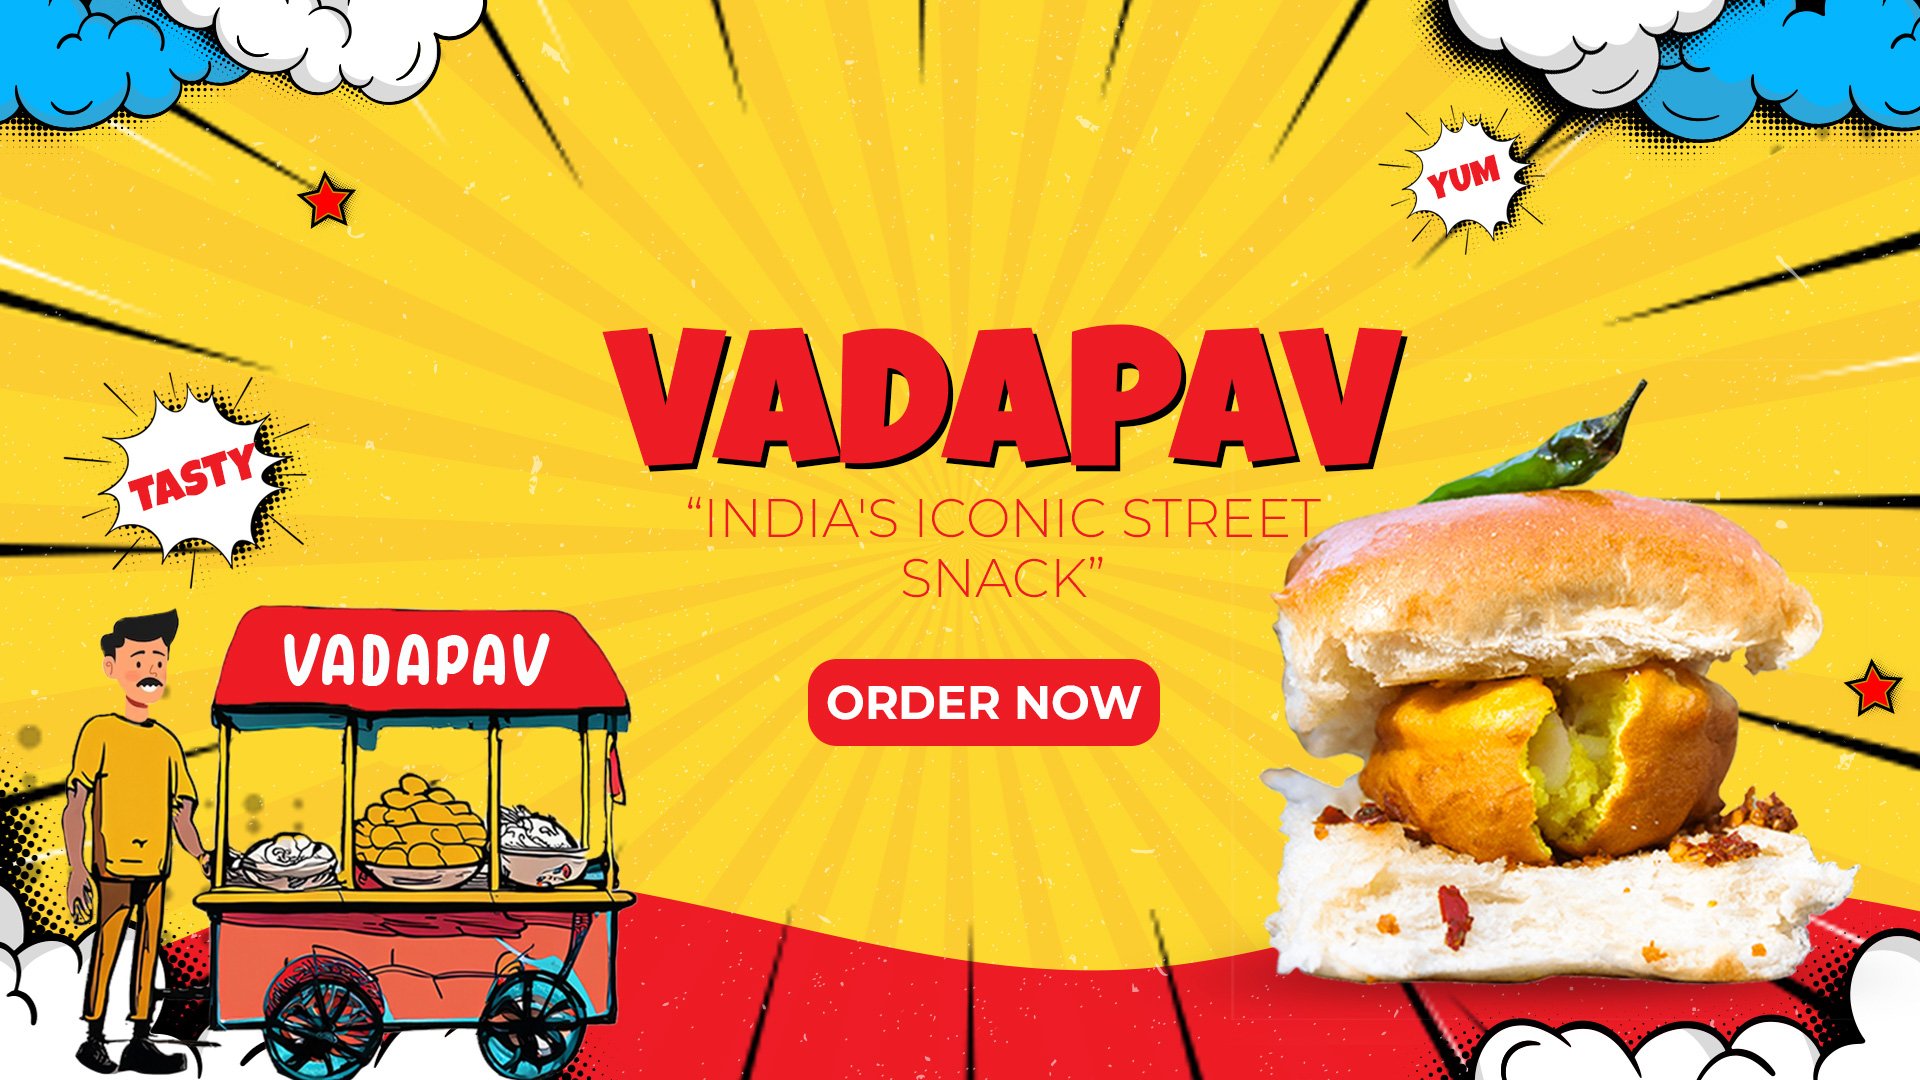 YUM
VADAPAV
TASTY
“INDIA'S ICONIC STREET
SNACK”
VADAPAV
ORDER NOW